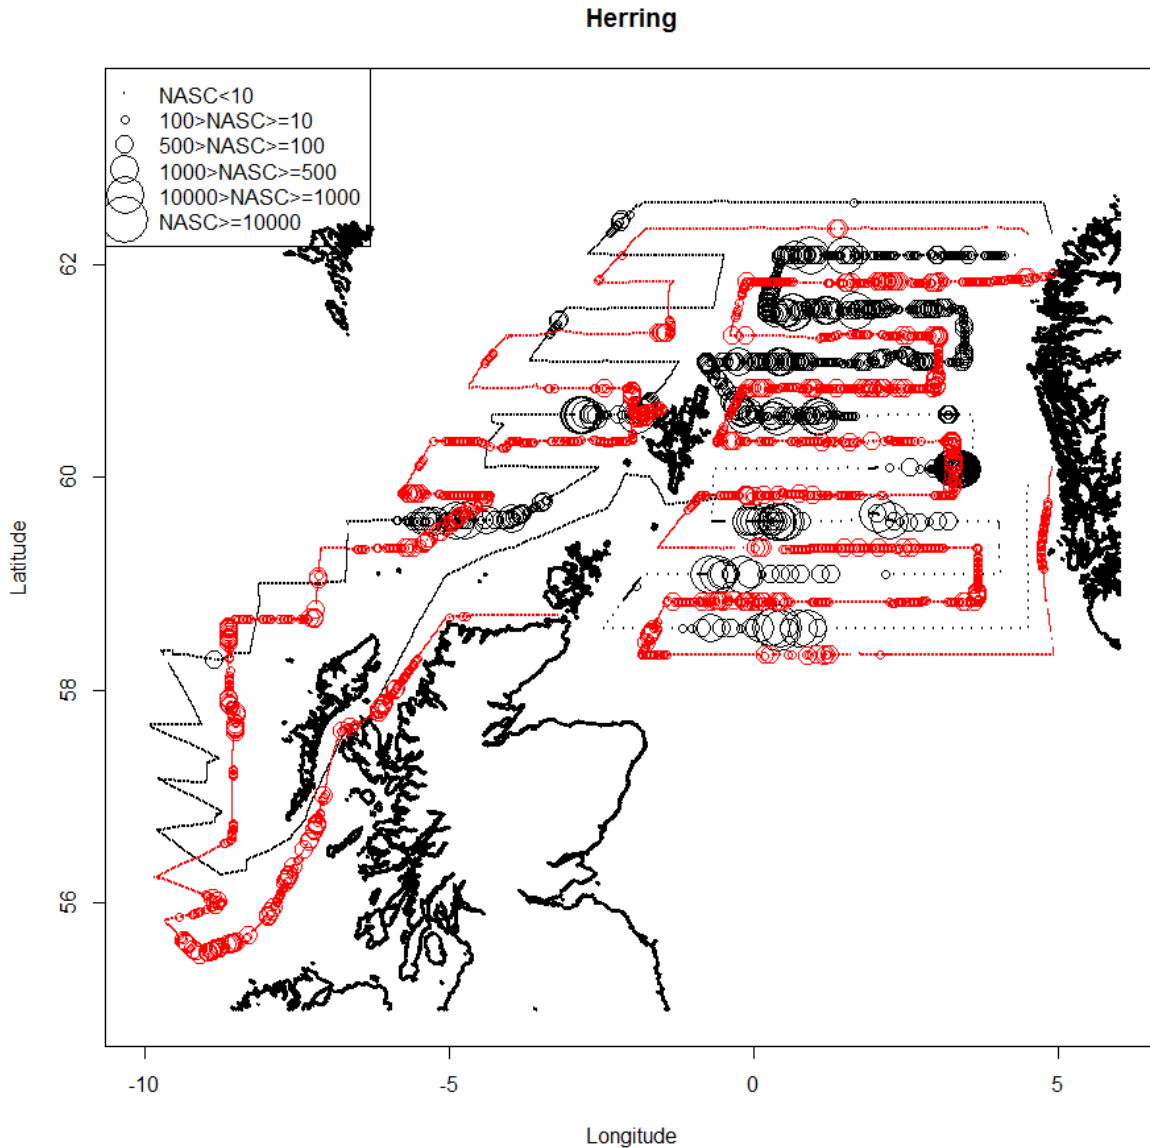 Herring
NASC<10
100>NASC>=10
500>NASC>=100
1000>NASC>=500
10000>NASC>=1000
NASC>=10000
62
60
58
56
Latitude
-10
-5
0
5
Longitude